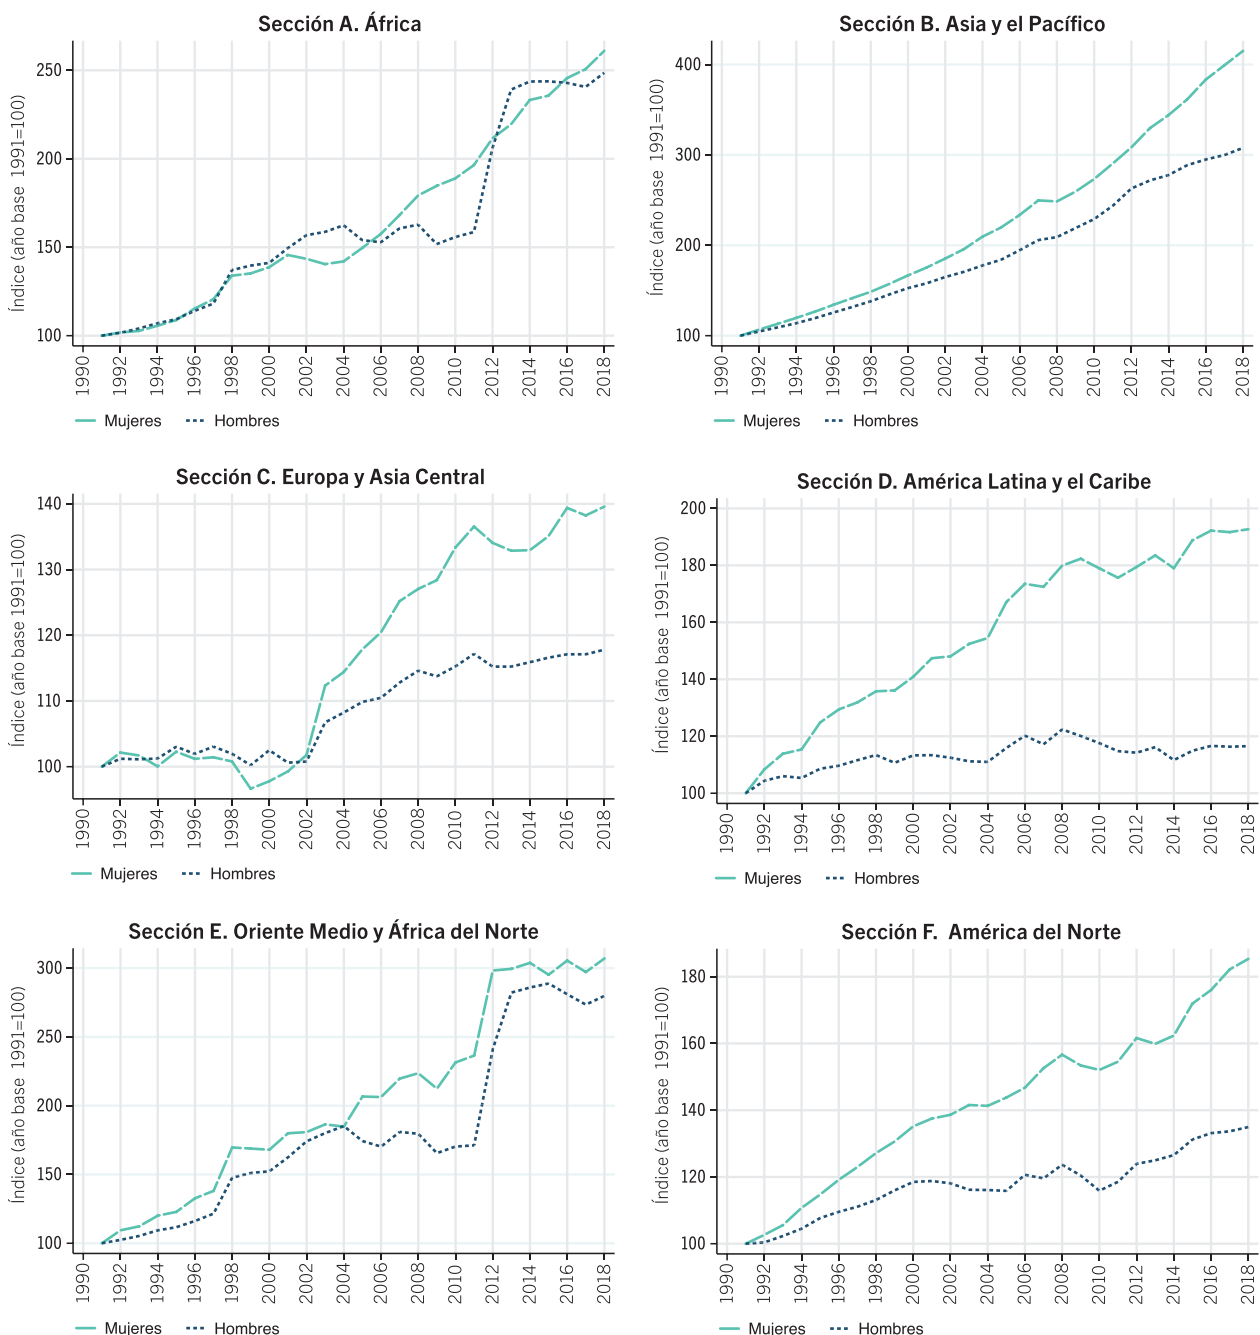 Sección A. África
Índice (año base 1991=100)
250
200
150
100
1990 1992 1994 1996 1998 2000 2002 2004 2006 2008 2010 2012 2014 2016 2018
Mujeres Hombres
Sección B. Asia y el Pacífico
Índice (año base 1991=100)
400
300
200
100
1990 1992 1994 1996 1998 2000 2002 2004 2006 2008 2010 2012 2014 2016 2018
Mujeres Hombres
Sección C. Europa y Asia Central
Índice (año base 1991=100)
140
130
120
110
100
1990 1992 1994 1996 1998 2000 2002 2004 2006 2008 2010 2012 2014 2016 2018
Mujeres Hombres
Sección D. América Latina y el Caribe
Índice (año base 1991=100)
200
180
160
140
120
100
1990 1992 1994 1996 1998 2000 2002 2004 2006 2008 2010 2012 2014 2016 2018
Mujeres Hombres
Sección E. Oriente Medio y África del Norte
Índice (año base 1991=100)
300
250
200
150
100
1990 1992 1994 1996 1998 2000 2002 2004 2006 2008 2010 2012 2014 2016 2018
Mujeres Hombres
Sección F. América del Norte
Índice (año base 1991=100)
180
160
140
120
100
1990 1992 1994 1996 1998 2000 2002 2004 2006 2008 2010 2012 2014 2016 2018
Mujeres Hombres